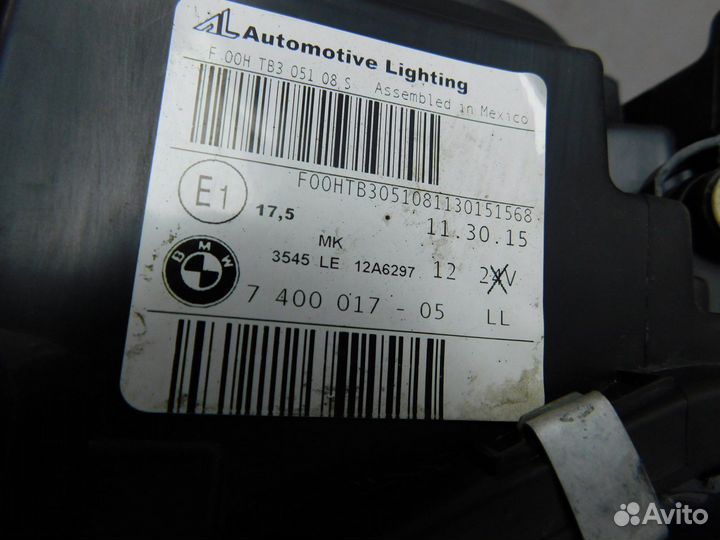 AL Automotive Lighting
F 00H TB3 051 08 S Assembled in Mexico
F00HTB3051081130151568
E1 17,5 11.30.15
MK
3545 LE 12A6297 12 24V
BMW 7 400 017 - 05 LL
Avito